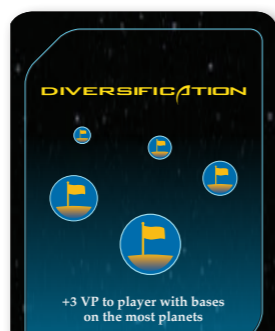 DIVERSIFICATION
+3 VP to player with bases
on the most planets